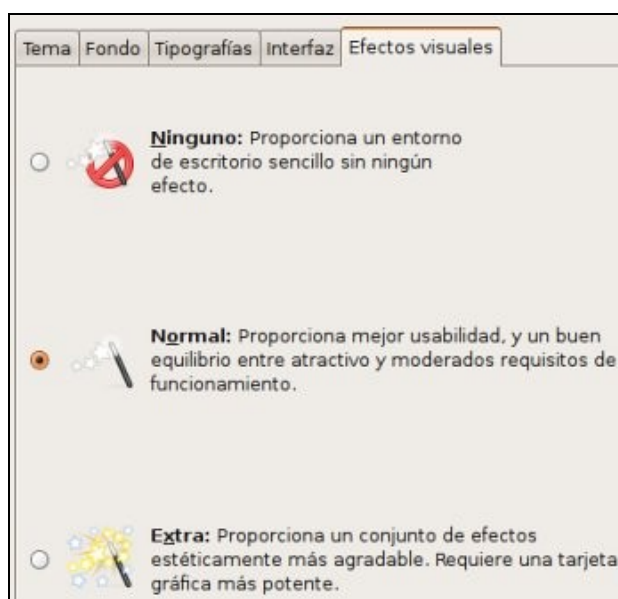 Tema Fondo Tipografías Interfaz Efectos visuales
Ninguno: Proporciona un entorno
de escritorio sencillo sin ningún
efecto.
Normal: Proporciona mejor usabilidad, y un buen
equilibrio entre atractivo y moderados requisitos de
funcionamiento.
Extra: Proporciona un conjunto de efectos
estéticamente más agradable. Requiere una tarjeta
gráfica más potente.